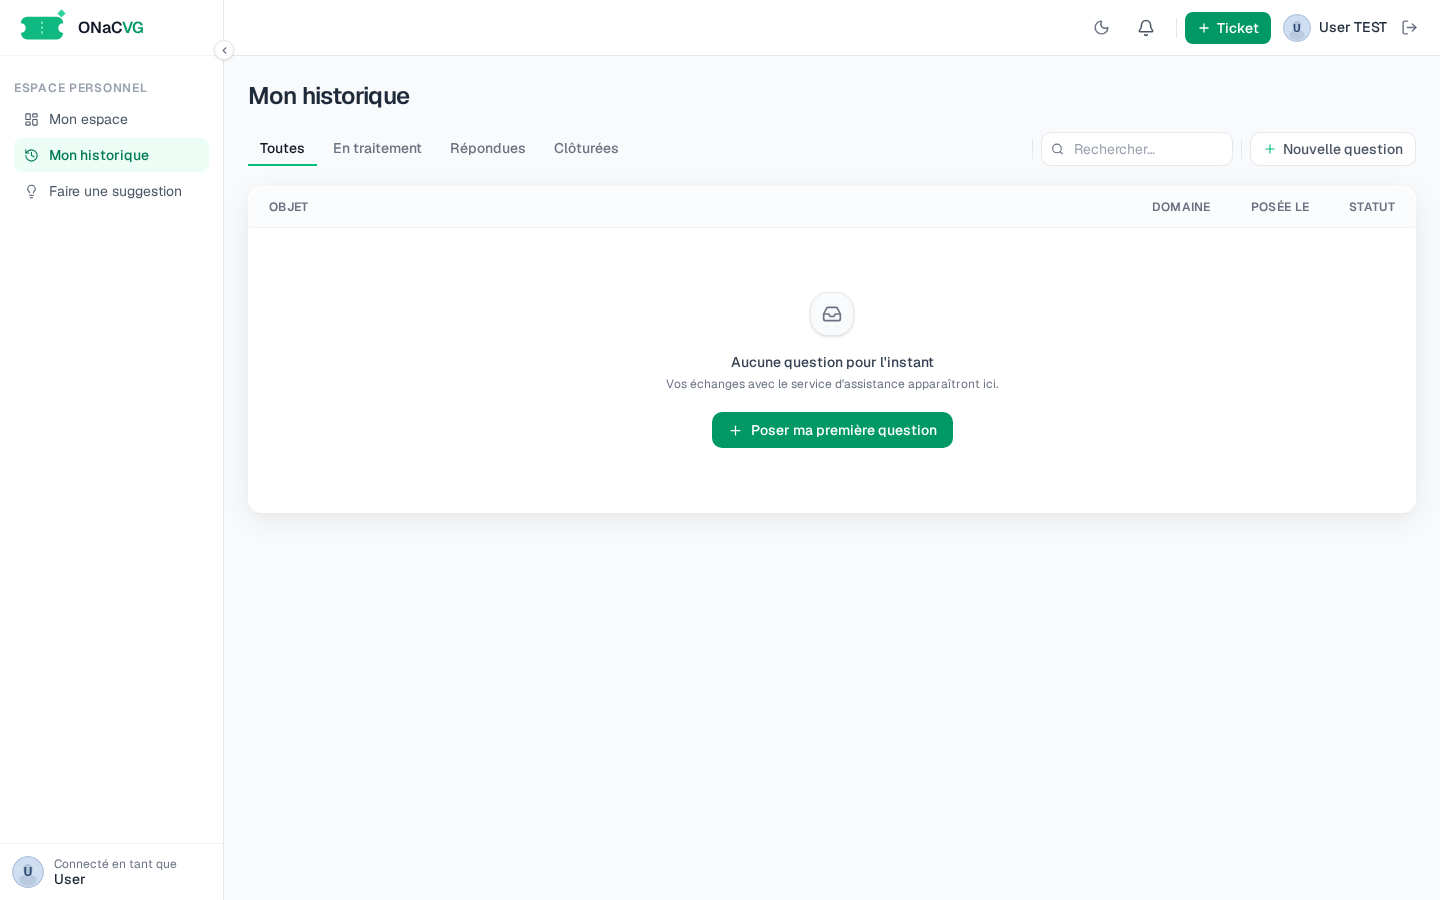 ONaCVG
+ Ticket
U
User TEST
ESPACE PERSONNEL
Mon espace
Mon historique
Faire une suggestion
Mon historique
Toutes
En traitement
Répondues
Clôturées
Rechercher...
+ Nouvelle question
OBJET
DOMAINE
POSÉE LE
STATUT
Aucune question pour l'instant
Vos échanges avec le service d'assistance apparaîtront ici.
+ Poser ma première question
U
Connecté en tant que
User